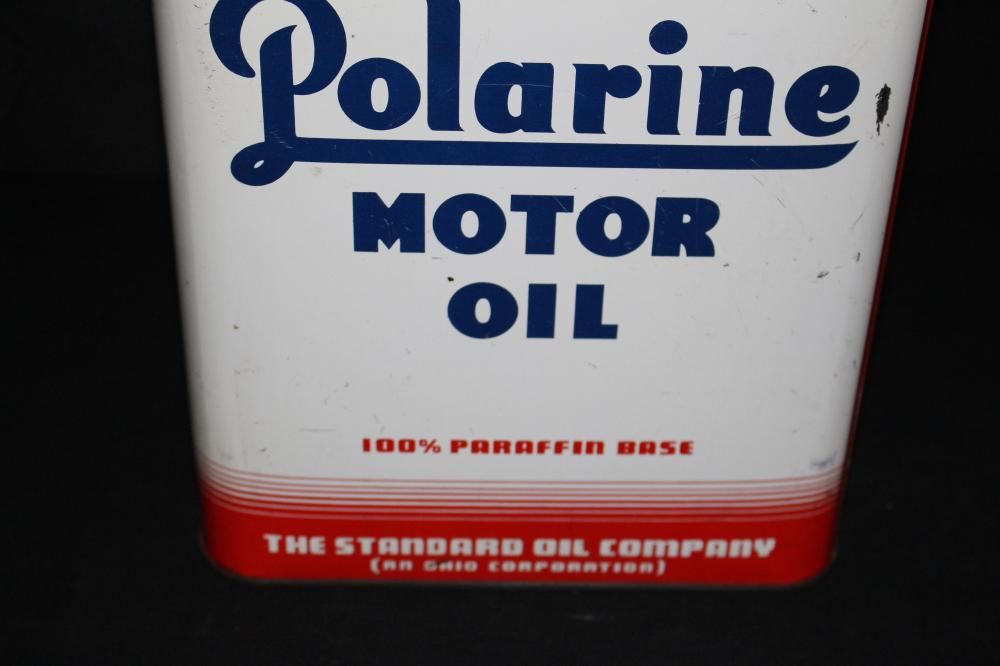 Polarine
MOTOR
OIL
100% PARAFFIN BASE
THE STANDARD OIL COMPANY
(AN OHIO CORPORATION)